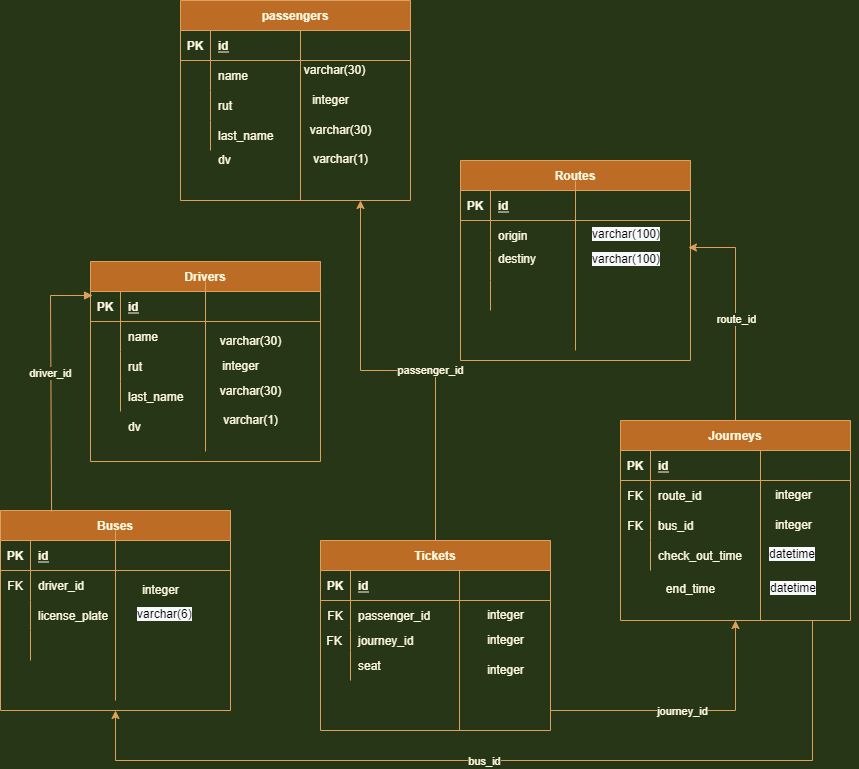 passengers
PK id
name varchar(30)
rut integer
last_name varchar(30)
dv varchar(1)
Routes
PK id
origin varchar(100)
destiny varchar(100)
Drivers
PK id
name varchar(30)
rut integer
last_name varchar(30)
dv varchar(1)
route_id
driver_id
passenger_id
Journeys
PK id
FK route_id integer
FK bus_id integer
check_out_time datetime
end_time datetime
Buses
PK id
FK driver_id integer
license_plate varchar(6)
Tickets
PK id
FK passenger_id integer
FK journey_id integer
seat integer
journey_id
bus_id